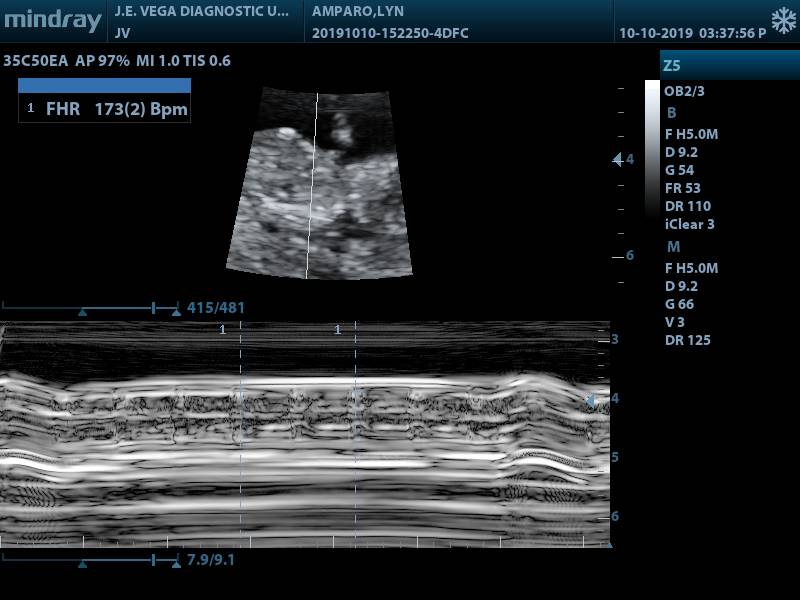 mindray
J.E. VEGA DIAGNOSTIC U...
JV
AMPARO,LYN
20191010-152250-4DFC
10-10-2019 03:37:56 P
35C50EA AP 97% MI 1.0 TIS 0.6
1 FHR 173(2) Bpm
Z5
OB2/3
B
F H5.0M
D 9.2
G 54
FR 53
DR 110
iClear 3
M
F H5.0M
D 9.2
G 66
V 3
DR 125
4
6
415/481
1 1
3
4
5
6
7.9/9.1